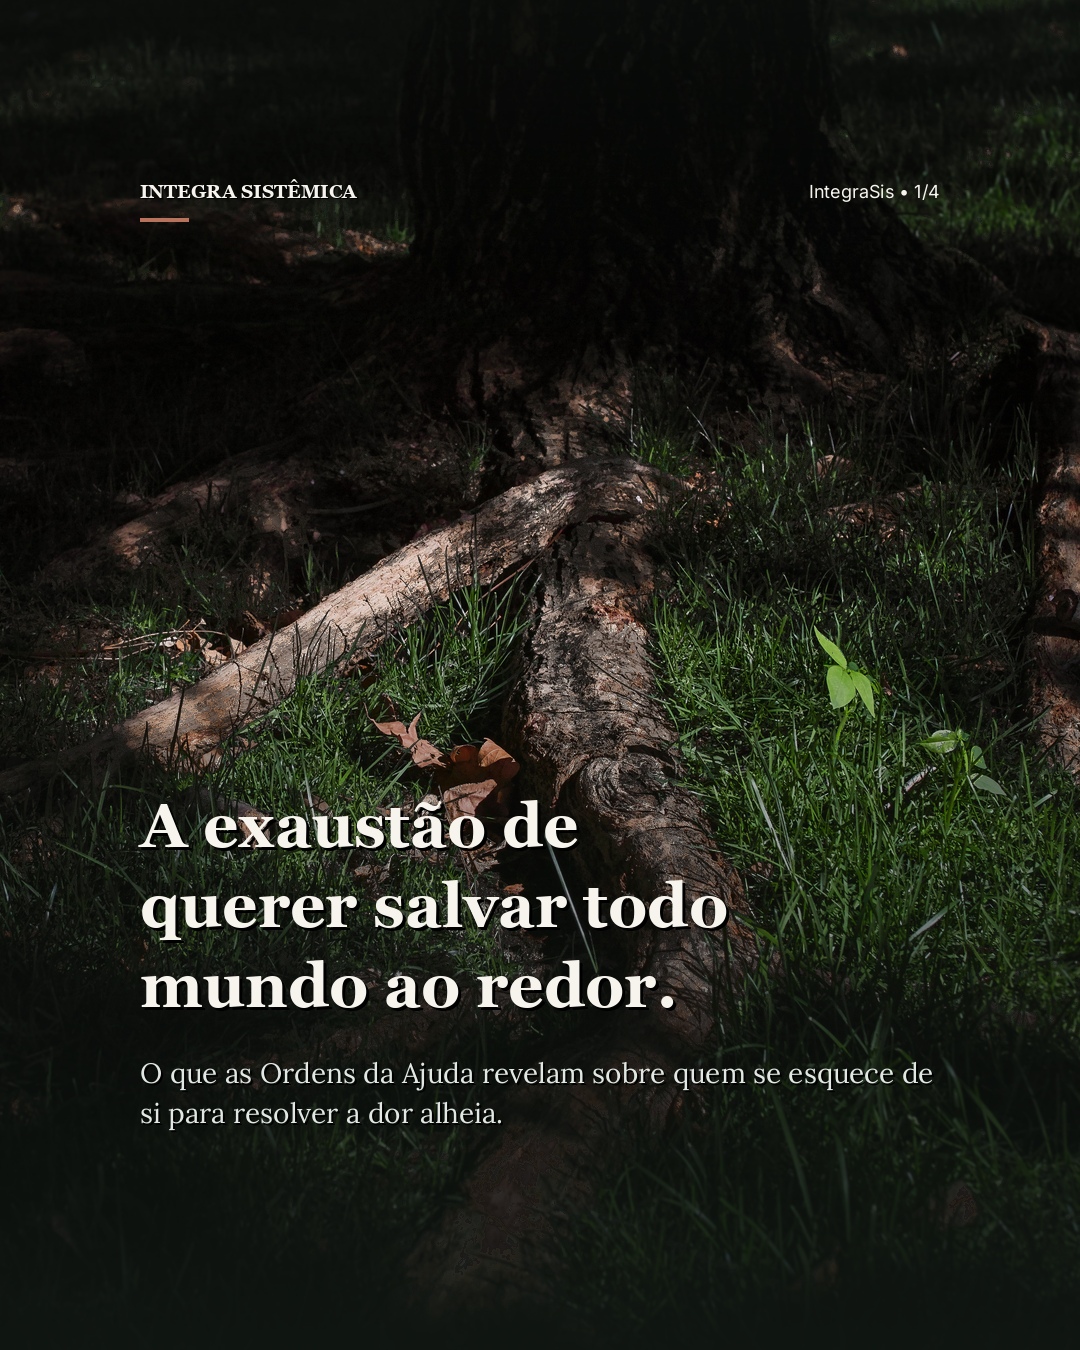 INTEGRA SISTÊMICA
IntegraSis • 1/4
A exaustão de
querer salvar todo
mundo ao redor.
O que as Ordens da Ajuda revelam sobre quem se esquece de
si para resolver a dor alheia.